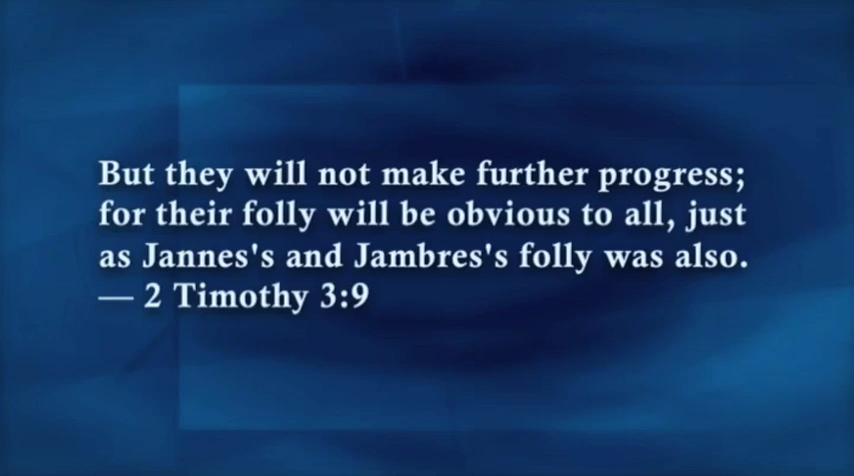 But they will not make further progress;
for their folly will be obvious to all, just
as Jannes's and Jambres's folly was also.
— 2 Timothy 3:9